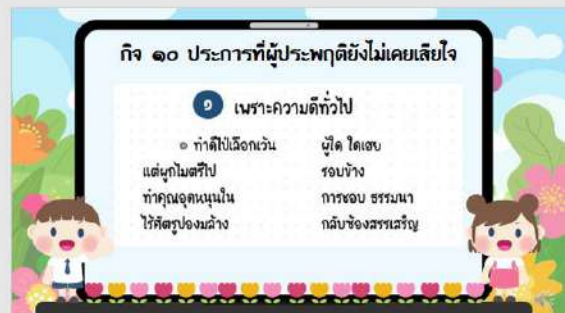 กิจ ๑๐ ประการที่ผู้ประพฤติยังไม่เคยเสียใจ
๑ เพราะความดีทั่วไป
๏ ทำดีไป่เลือกเว้น ผู้ใด ใดเฮย
แต่ผูกไมตรีไป รอบข้าง
ทำคุณอุดหนุนใน การชอบ ธรรมนา
ไร้ศัตรูปองมล้าง กลับซ้องสรรเสริญ